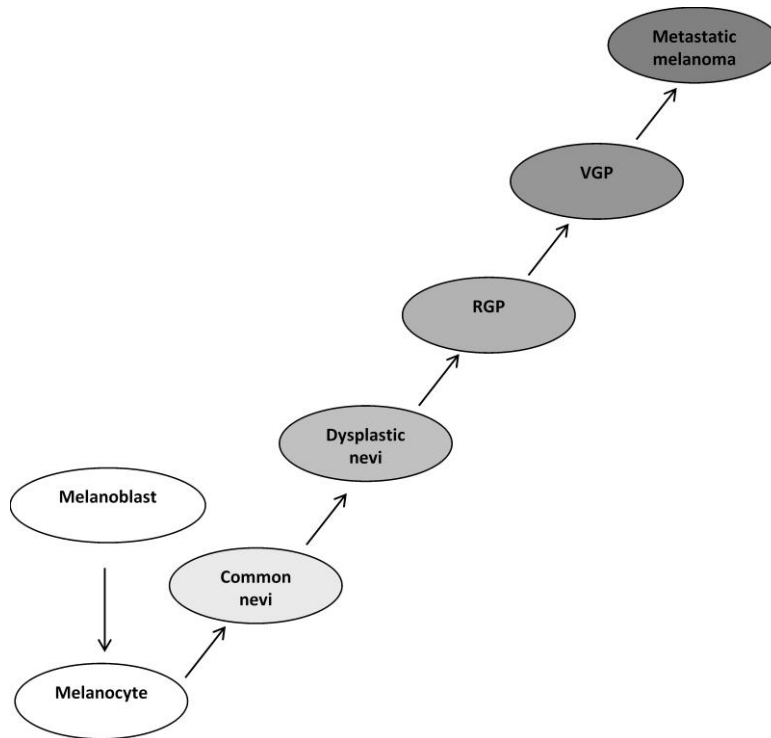 Metastatic
melanoma
VGP
RGP
Dysplastic
nevi
Melanoblast
Common
nevi
Melanocyte